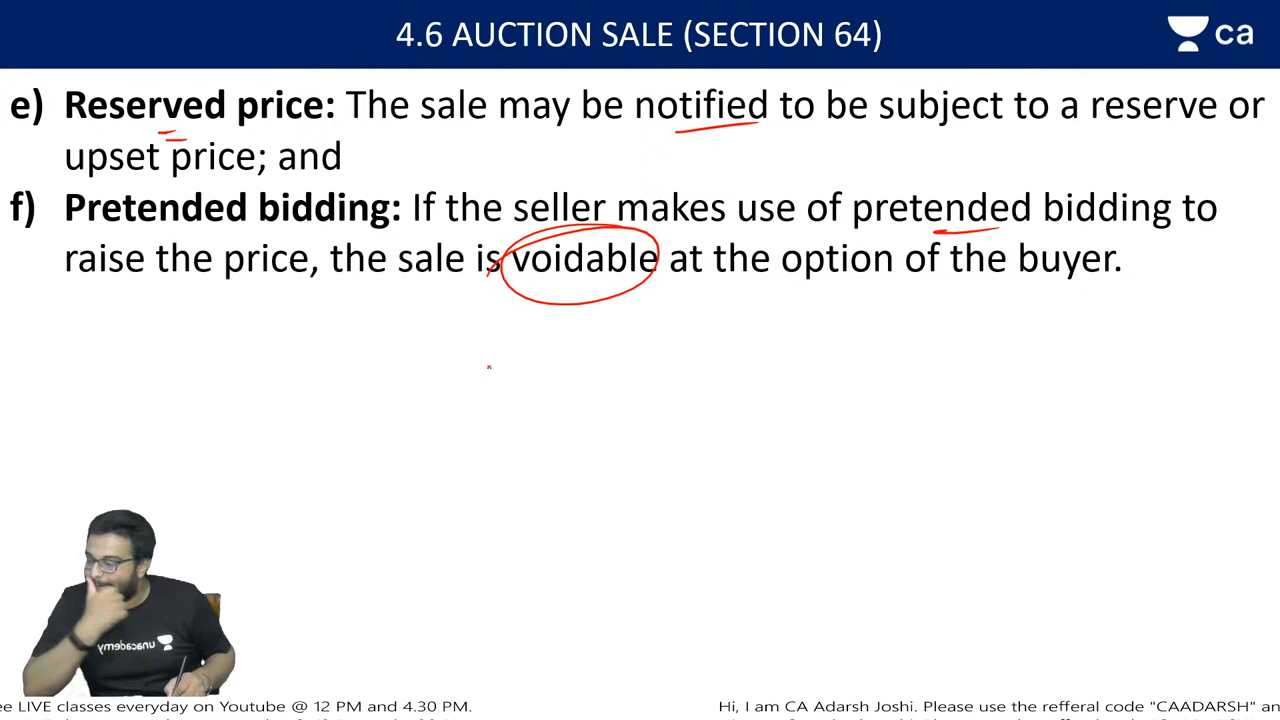 4.6 AUCTION SALE (SECTION 64)
ca
e) Reserved price: The sale may be notified to be subject to a reserve or
upset price; and
f) Pretended bidding: If the seller makes use of pretended bidding to
raise the price, the sale is voidable at the option of the buyer.
unacademy
ee LIVE classes everyday on Youtube @ 12 PM and 4.30 PM.
Hi, I am CA Adarsh Joshi. Please use the refferal code "CAADARSH" an